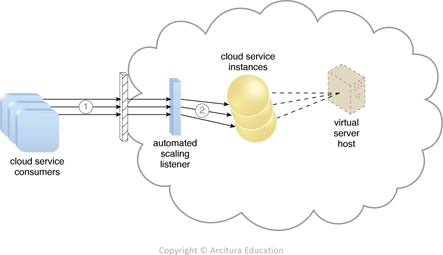 cloud service
instances
1
2
virtual
server
host
automated
scaling
listener
cloud service
consumers
Copyright © Arcitura Education